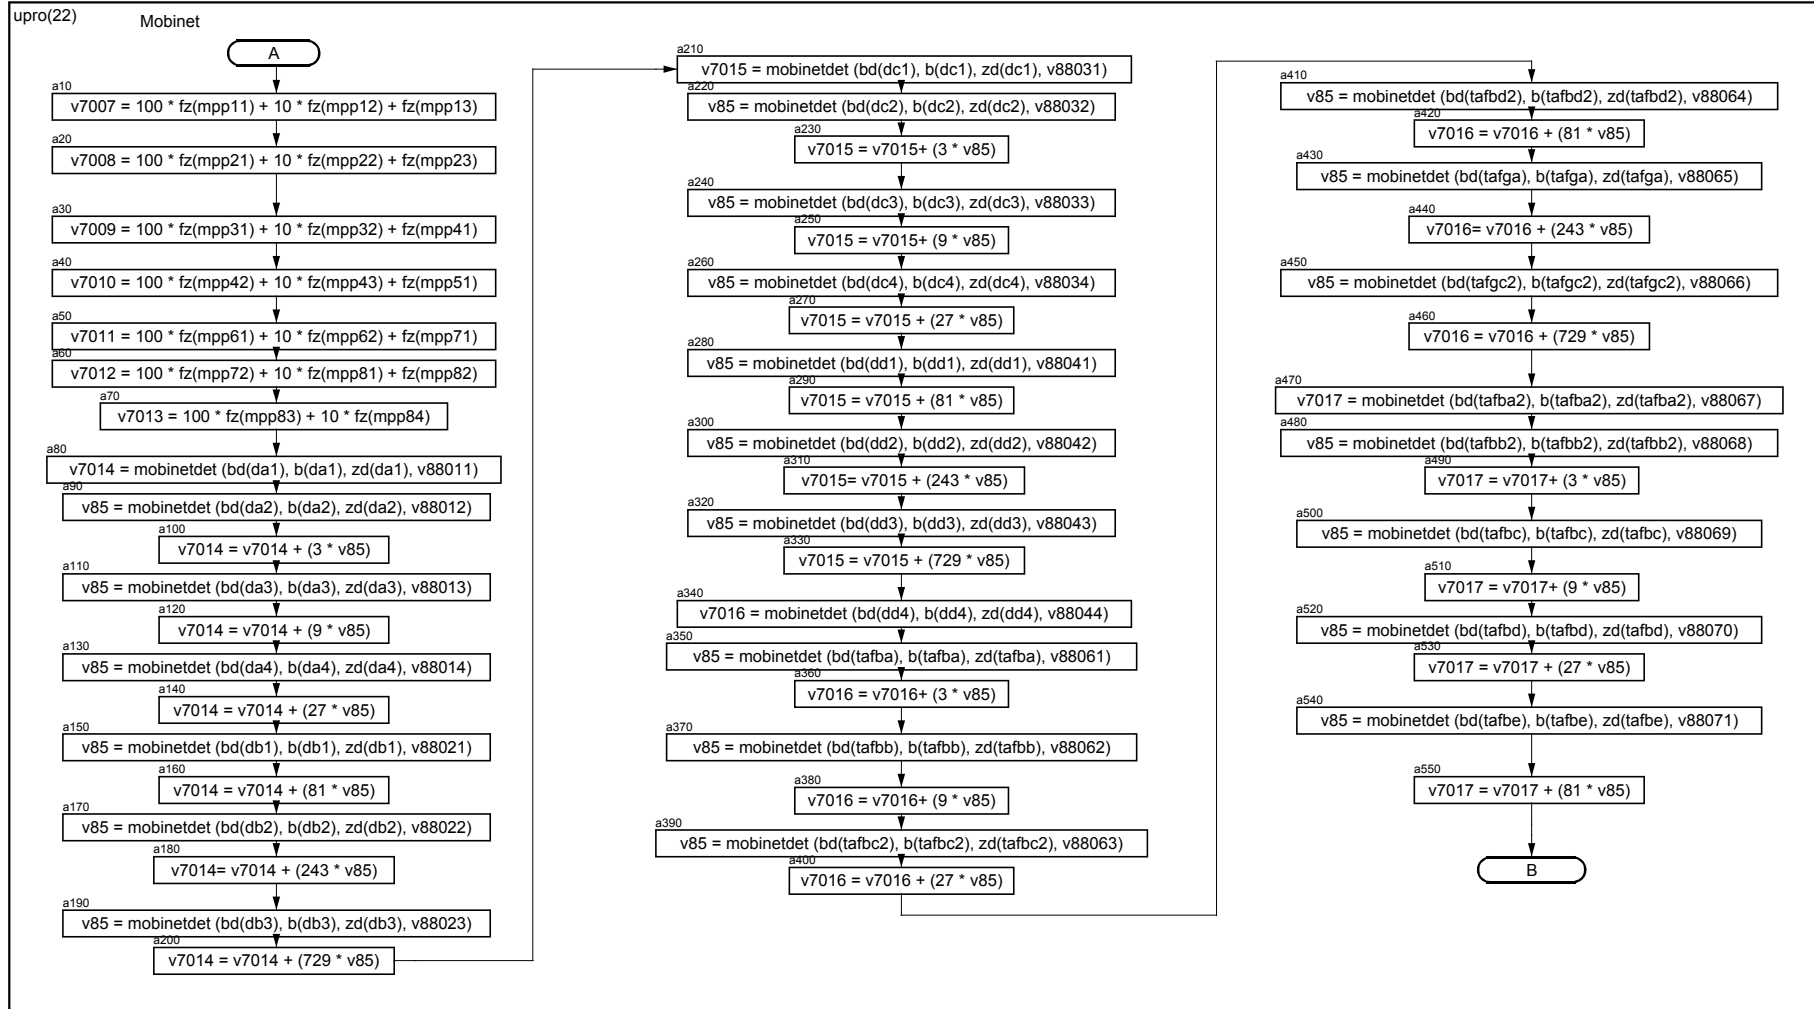 upro(22)
Mobinet
A
a10
v7007 = 100 * fz(mpp11) + 10 * fz(mpp12) + fz(mpp13)
a20
v7008 = 100 * fz(mpp21) + 10 * fz(mpp22) + fz(mpp23)
a30
v7009 = 100 * fz(mpp31) + 10 * fz(mpp32) + fz(mpp41)
a40
v7010 = 100 * fz(mpp42) + 10 * fz(mpp43) + fz(mpp51)
a50
v7011 = 100 * fz(mpp61) + 10 * fz(mpp62) + fz(mpp71)
a60
v7012 = 100 * fz(mpp72) + 10 * fz(mpp81) + fz(mpp82)
a70
v7013 = 100 * fz(mpp83) + 10 * fz(mpp84)
a80
v7014 = mobinetdet (bd(da1), b(da1), zd(da1), v88011)
a90
v85 = mobinetdet (bd(da2), b(da2), zd(da2), v88012)
a100
v7014 = v7014 + (3 * v85)
a110
v85 = mobinetdet (bd(da3), b(da3), zd(da3), v88013)
a120
v7014 = v7014 + (9 * v85)
a130
v85 = mobinetdet (bd(da4), b(da4), zd(da4), v88014)
a140
v7014 = v7014 + (27 * v85)
a150
v85 = mobinetdet (bd(db1), b(db1), zd(db1), v88021)
a160
v7014 = v7014 + (81 * v85)
a170
v85 = mobinetdet (bd(db2), b(db2), zd(db2), v88022)
a180
v7014= v7014 + (243 * v85)
a190
v85 = mobinetdet (bd(db3), b(db3), zd(db3), v88023)
a200
v7014 = v7014 + (729 * v85)
a210
v7015 = mobinetdet (bd(dc1), b(dc1), zd(dc1), v88031)
a220
v85 = mobinetdet (bd(dc2), b(dc2), zd(dc2), v88032)
a230
v7015 = v7015+ (3 * v85)
a240
v85 = mobinetdet (bd(dc3), b(dc3), zd(dc3), v88033)
a250
v7015 = v7015+ (9 * v85)
a260
v85 = mobinetdet (bd(dc4), b(dc4), zd(dc4), v88034)
a270
v7015 = v7015 + (27 * v85)
a280
v85 = mobinetdet (bd(dd1), b(dd1), zd(dd1), v88041)
a290
v7015 = v7015 + (81 * v85)
a300
v85 = mobinetdet (bd(dd2), b(dd2), zd(dd2), v88042)
a310
v7015= v7015 + (243 * v85)
a320
v85 = mobinetdet (bd(dd3), b(dd3), zd(dd3), v88043)
a330
v7015 = v7015 + (729 * v85)
a340
v7016 = mobinetdet (bd(dd4), b(dd4), zd(dd4), v88044)
a350
v85 = mobinetdet (bd(tafba), b(tafba), zd(tafba), v88061)
a360
v7016 = v7016+ (3 * v85)
a370
v85 = mobinetdet (bd(tafbb), b(tafbb), zd(tafbb), v88062)
a380
v7016 = v7016+ (9 * v85)
a390
v85 = mobinetdet (bd(tafbc2), b(tafbc2), zd(tafbc2), v88063)
a400
v7016 = v7016 + (27 * v85)
a410
v85 = mobinetdet (bd(tafbd2), b(tafbd2), zd(tafbd2), v88064)
a420
v7016 = v7016 + (81 * v85)
a430
v85 = mobinetdet (bd(tafga), b(tafga), zd(tafga), v88065)
a440
v7016= v7016 + (243 * v85)
a450
v85 = mobinetdet (bd(tafgc2), b(tafgc2), zd(tafgc2), v88066)
a460
v7016 = v7016 + (729 * v85)
a470
v7017 = mobinetdet (bd(tafba2), b(tafba2), zd(tafba2), v88067)
a480
v85 = mobinetdet (bd(tafbb2), b(tafbb2), zd(tafbb2), v88068)
a490
v7017 = v7017+ (3 * v85)
a500
v85 = mobinetdet (bd(tafbc), b(tafbc), zd(tafbc), v88069)
a510
v7017 = v7017+ (9 * v85)
a520
v85 = mobinetdet (bd(tafbd), b(tafbd), zd(tafbd), v88070)
a530
v7017 = v7017 + (27 * v85)
a540
v85 = mobinetdet (bd(tafbe), b(tafbe), zd(tafbe), v88071)
a550
v7017 = v7017 + (81 * v85)
B